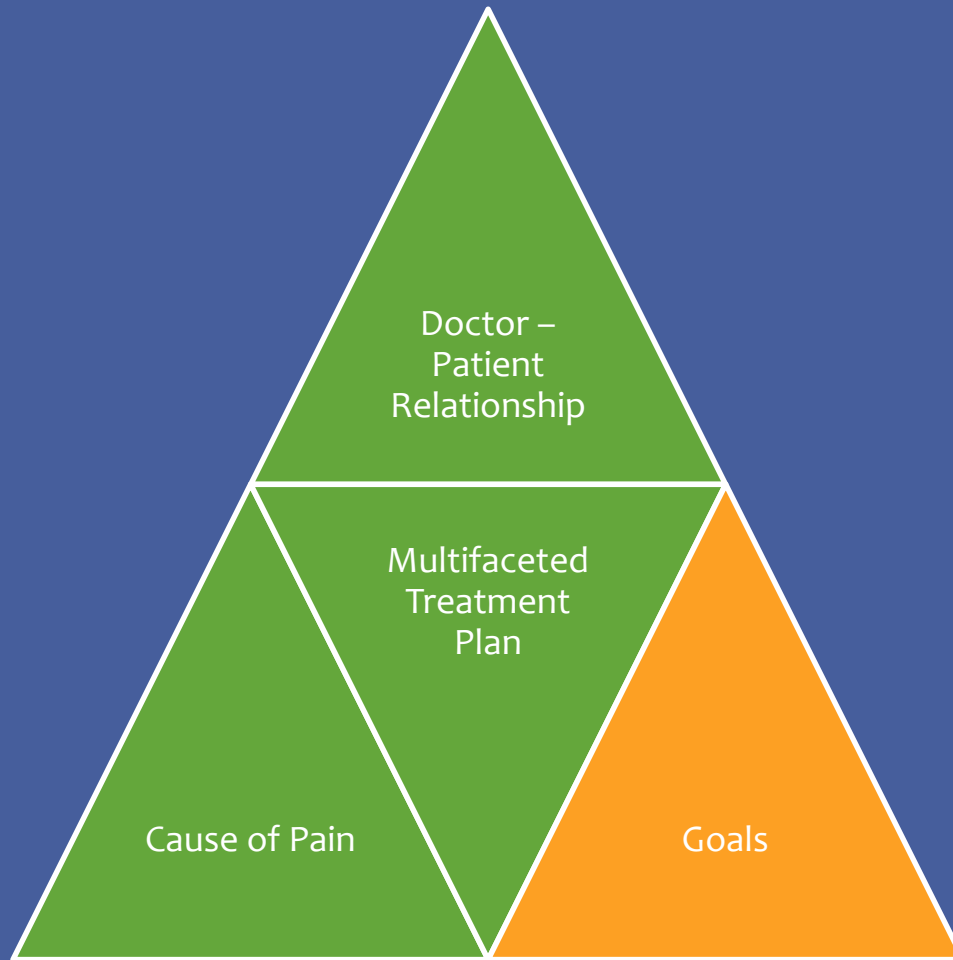 Doctor –
Patient
Relationship
Multifaceted
Treatment
Plan
Cause of Pain
Goals